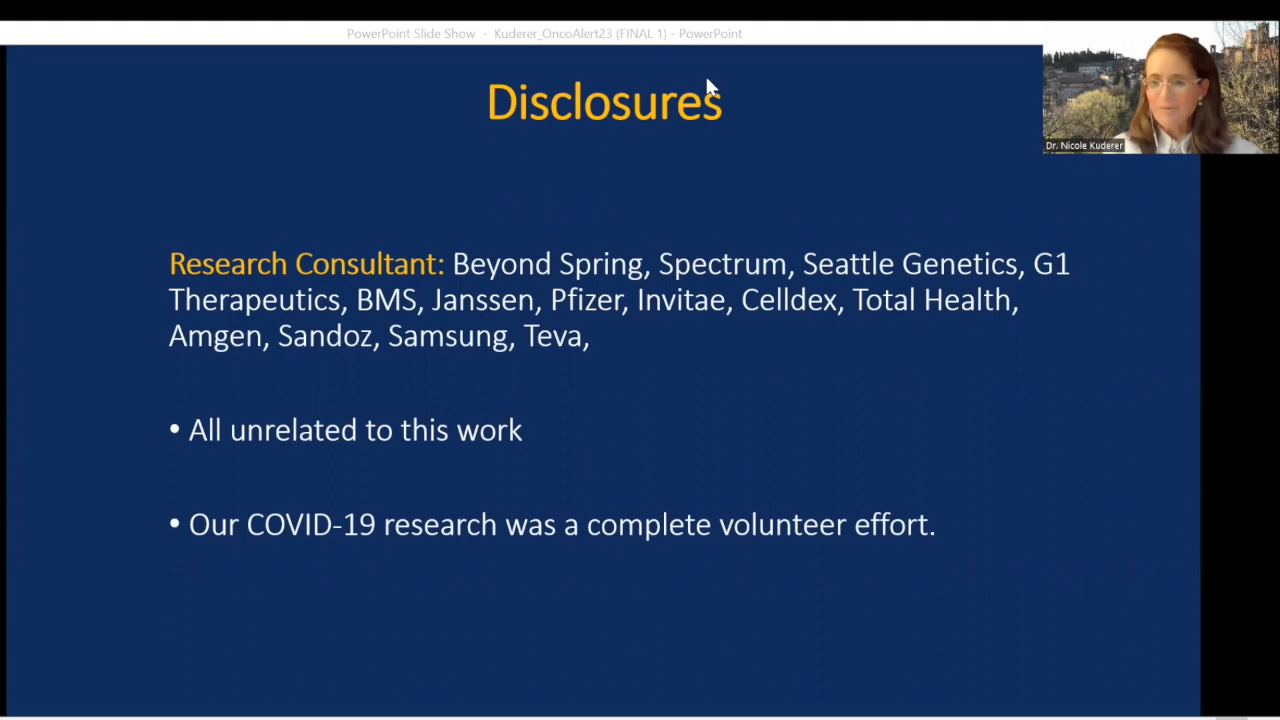 PowerPoint Slide Show - Kuderer_OncoAlert23 (FINAL 1) - PowerPoint
Disclosures
Dr. Nicole Kuderer
Research Consultant: Beyond Spring, Spectrum, Seattle Genetics, G1
Therapeutics, BMS, Janssen, Pfizer, Invitae, Celldex, Total Health,
Amgen, Sandoz, Samsung, Teva,
• All unrelated to this work
• Our COVID-19 research was a complete volunteer effort.